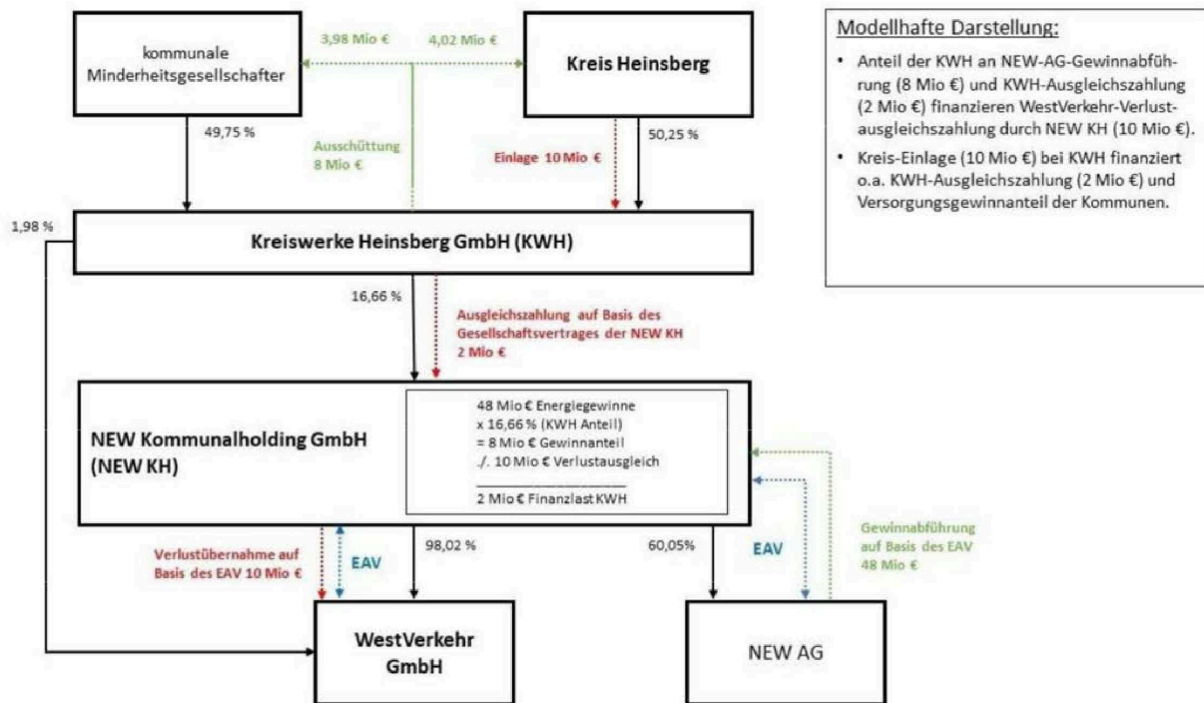 kommunale
Minderheitsgesellschafter
3,98 Mio €
4,02 Mio €
Kreis Heinsberg
49,75 %
Ausschüttung
8 Mio €
Einlage 10 Mio €
50,25 %
Modellhafte Darstellung:
• Anteil der KWH an NEW-AG-Gewinnabfüh-
rung (8 Mio €) und KWH-Ausgleichszahlung
(2 Mio €) finanzieren WestVerkehr-Verlust-
ausgleichszahlung durch NEW KH (10 Mio €).
• Kreis-Einlage (10 Mio €) bei KWH finanziert
o.a. KWH-Ausgleichszahlung (2 Mio €) und
Versorgungsgewinnanteil der Kommunen.
1,98 %
Kreiswerke Heinsberg GmbH (KWH)
16,66 %
Ausgleichszahlung auf Basis des
Gesellschaftsvertrages der NEW KH
2 Mio €
NEW Kommunalholding GmbH
(NEW KH)
48 Mio € Energiegewinne
x 16,66 % (KWH Anteil)
= 8 Mio € Gewinnanteil
./. 10 Mio € Verlustausgleich
2 Mio € Finanzlast KWH
Verlustübernahme auf
Basis des EAV 10 Mio €
EAV
98,02 %
60,05%
EAV
Gewinnabführung
auf Basis des EAV
48 Mio €
WestVerkehr
GmbH
NEW AG